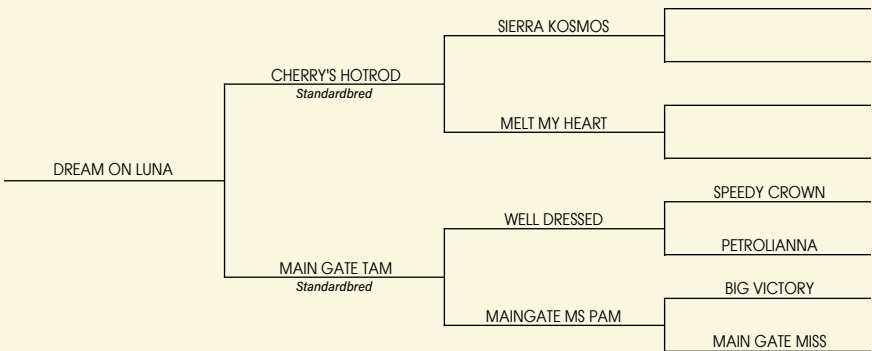 SIERRA KOSMOS
CHERRY'S HOTROD
Standardbred
MELT MY HEART
DREAM ON LUNA
SPEEDY CROWN
WELL DRESSED
PETROLIANNA
MAIN GATE TAM
Standardbred
BIG VICTORY
MAINGATE MS PAM
MAIN GATE MISS